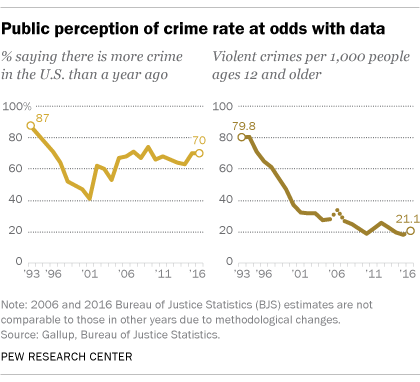 Public perception of crime rate at odds with data
% saying there is more crime
in the U.S. than a year ago
Violent crimes per 1,000 people
ages 12 and older
100%
80
60
40
20
0
87
70
'93 '96 '01 '06 '11 '16
100
80
60
40
20
0
79.8
21.1
'93 '96 '01 '06 '11 '16
Note: 2006 and 2016 Bureau of Justice Statistics (BJS) estimates are not
comparable to those in other years due to methodological changes.
Source: Gallup, Bureau of Justice Statistics.
PEW RESEARCH CENTER